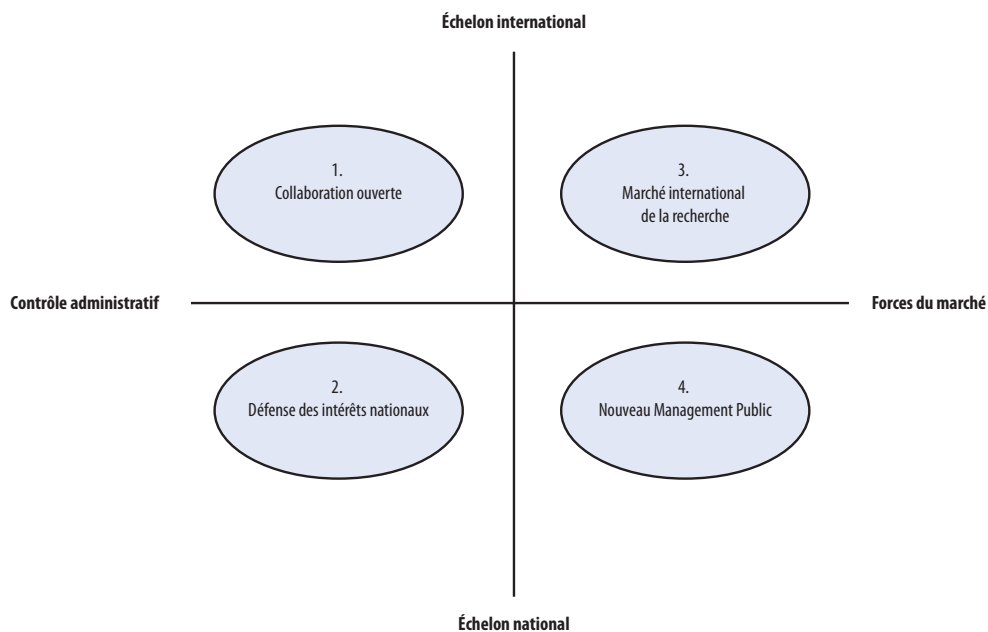 Échelon international
1.
Collaboration ouverte
3.
Marché international
de la recherche
Contrôle administratif
Forces du marché
2.
Défense des intérêts nationaux
4.
Nouveau Management Public
Échelon national